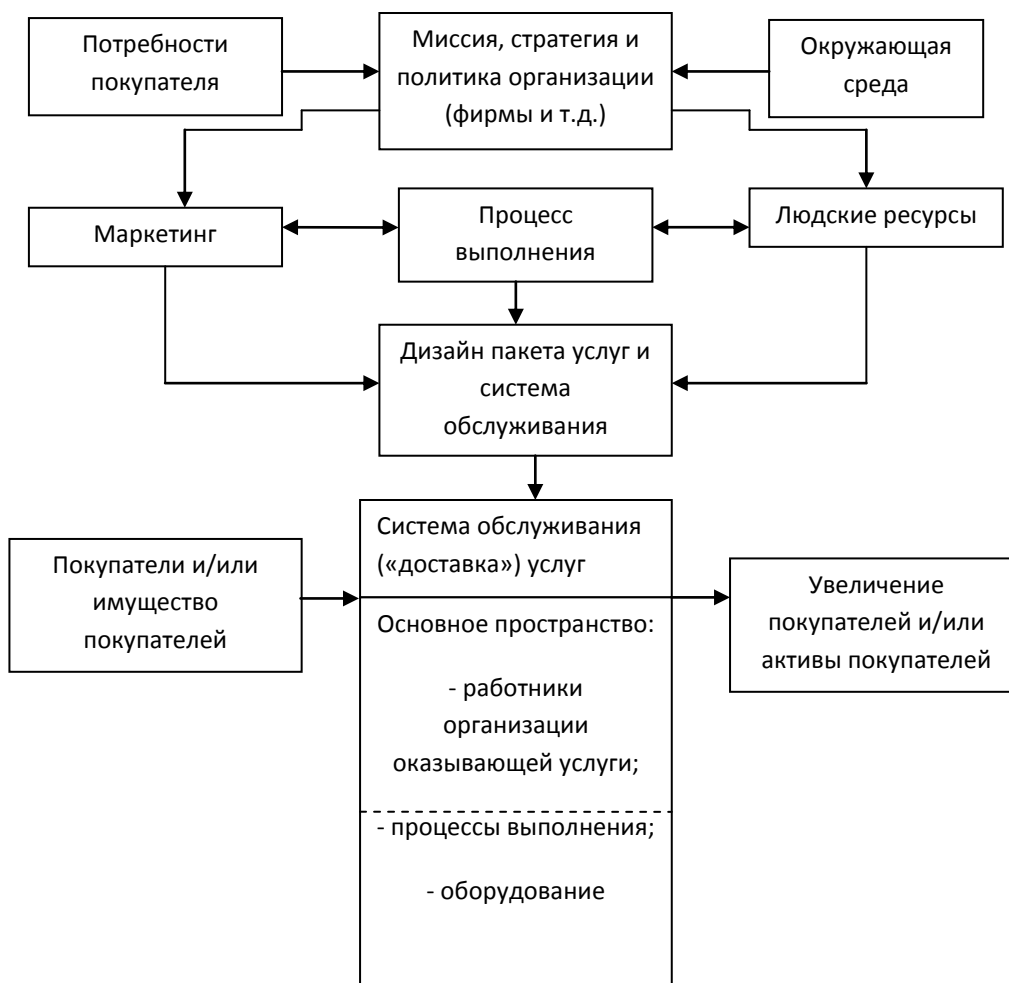 Потребности
покупателя
Миссия, стратегия и
политика организации
(фирмы и т.д.)
Окружающая
среда
Маркетинг
Процесс
выполнения
Людские ресурсы
Дизайн пакета услуг и
система
обслуживания
Покупатели и/или
имущество
покупателей
Система обслуживания
(«доставка») услуг
Основное пространство:
- работники
организации
оказывающей услуги;
- процессы выполнения;
- оборудование
Увеличение
покупателей и/или
активы покупателей